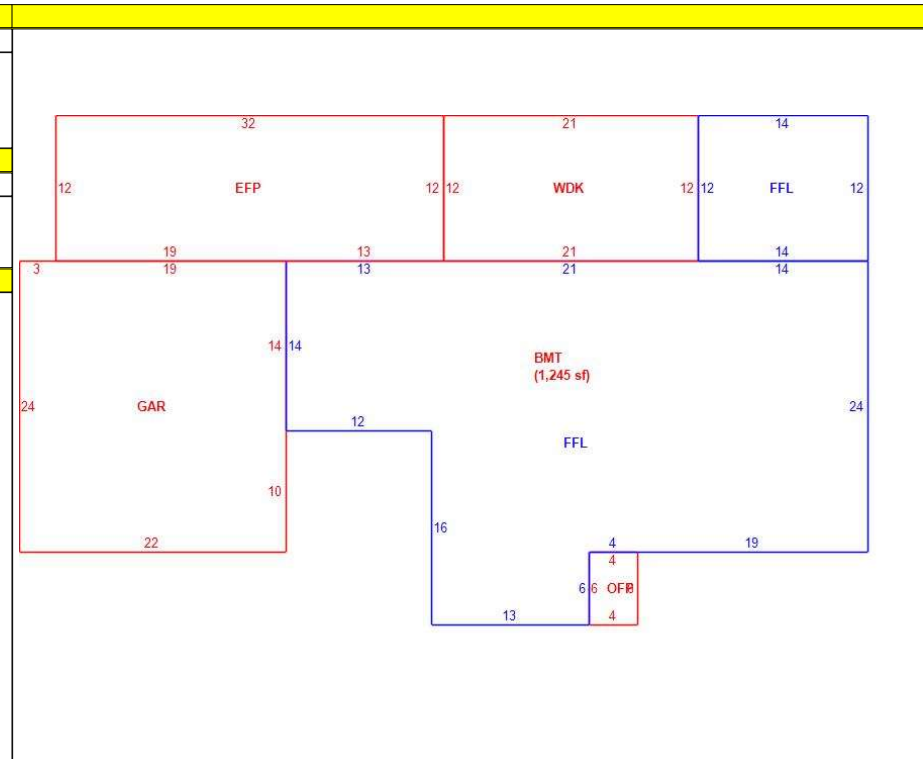 32 21 14
12 EFP 12 12 WDK 12 12 FFL 12
19 13 21 14
3 19 13 21 14
14 14
BMT
(1,245 sf)
24 GAR 24
12
FFL
10
16
22 4 19
4
6 6 OFP
13 4